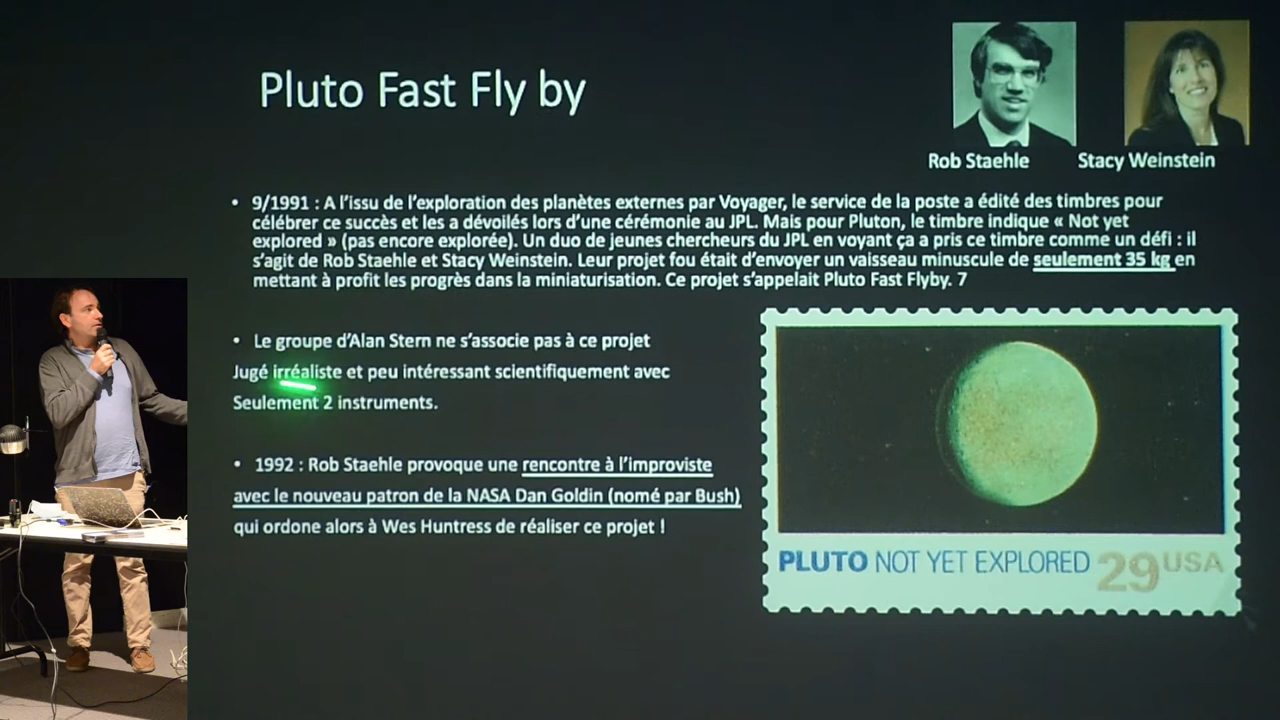 Pluto Fast Fly by
Rob Staehle
Stacy Weinstein
• 9/1991 : A l'issu de l'exploration des planètes externes par Voyager, le service de la poste a édité des timbres pour
célébrer ce succès et les a dévoilés lors d'une cérémonie au JPL. Mais pour Pluton, le timbre indique « Not yet
explored » (pas encore explorée). Un duo de jeunes chercheurs du JPL en voyant ça a pris ce timbre comme un défi : il
s'agit de Rob Staehle et Stacy Weinstein. Leur projet fou était d'envoyer un vaisseau minuscule de seulement 35 kg en
mettant à profit les progrès dans la miniaturisation. Ce projet s'appelait Pluto Fast Flyby. 7
• Le groupe d'Alan Stern ne s'associe pas à ce projet
Jugé irréaliste et peu intéressant scientifiquement avec
Seulement 2 instruments.
• 1992 : Rob Staehle provoque une rencontre à l'improviste
avec le nouveau patron de la NASA Dan Goldin (nomé par Bush)
qui ordone alors à Wes Huntress de réaliser ce projet !
PLUTO NOT YET EXPLORED 29 USA